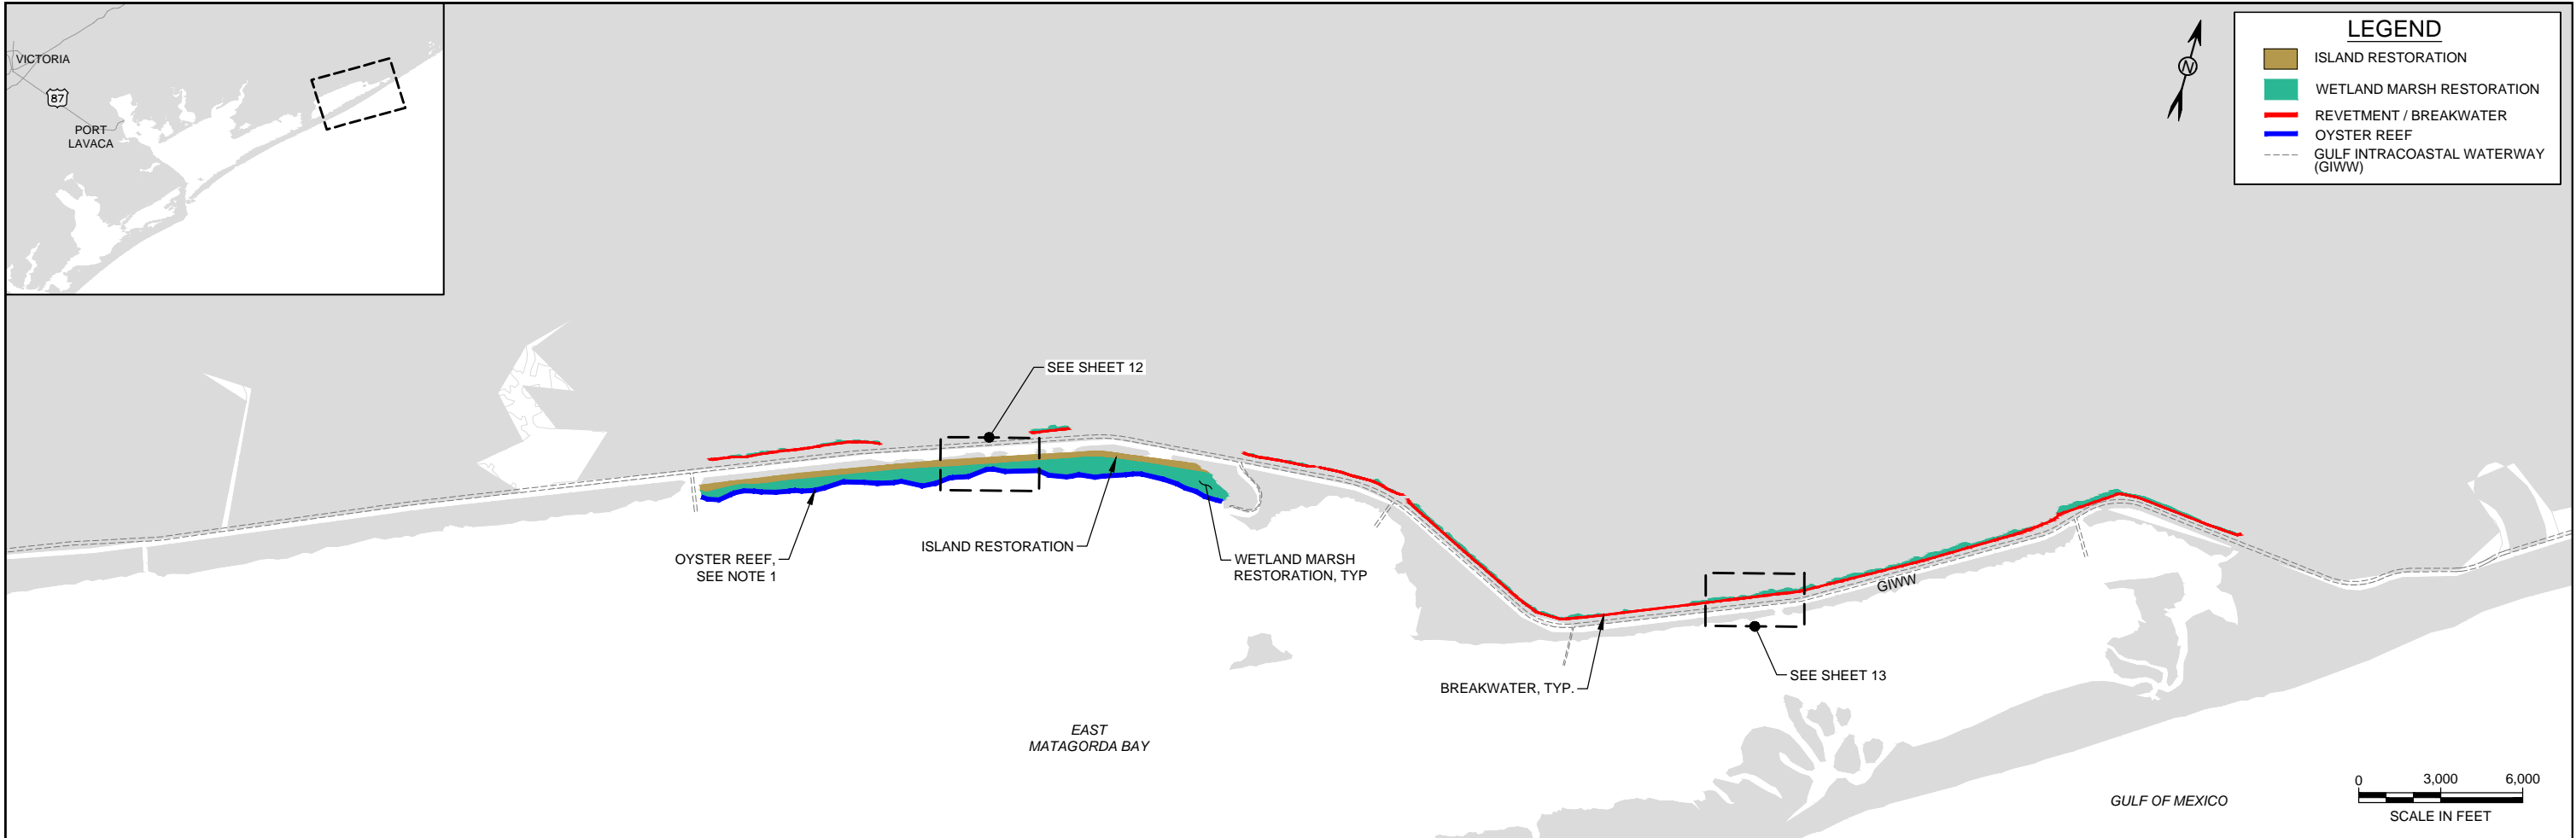 VICTORIA
87
PORT
LAVACA
N
LEGEND
ISLAND RESTORATION
WETLAND MARSH RESTORATION
REVETMENT / BREAKWATER
OYSTER REEF
GULF INTRACOASTAL WATERWAY
(GIWW)
SEE SHEET 12
OYSTER REEF,
SEE NOTE 1
ISLAND RESTORATION
WETLAND MARSH
RESTORATION, TYP
GIWW
BREAKWATER, TYP.
SEE SHEET 13
EAST
MATAGORDA BAY
GULF OF MEXICO
0 3,000 6,000
SCALE IN FEET